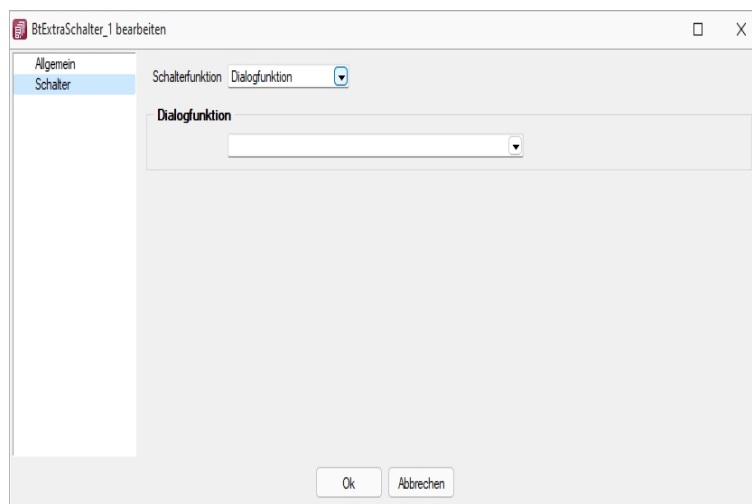 BtExtraSchalter_1 bearbeiten
Allgemein
Schalter
Schalterfunktion Dialogfunktion
Dialogfunktion
Ok Abbrechen